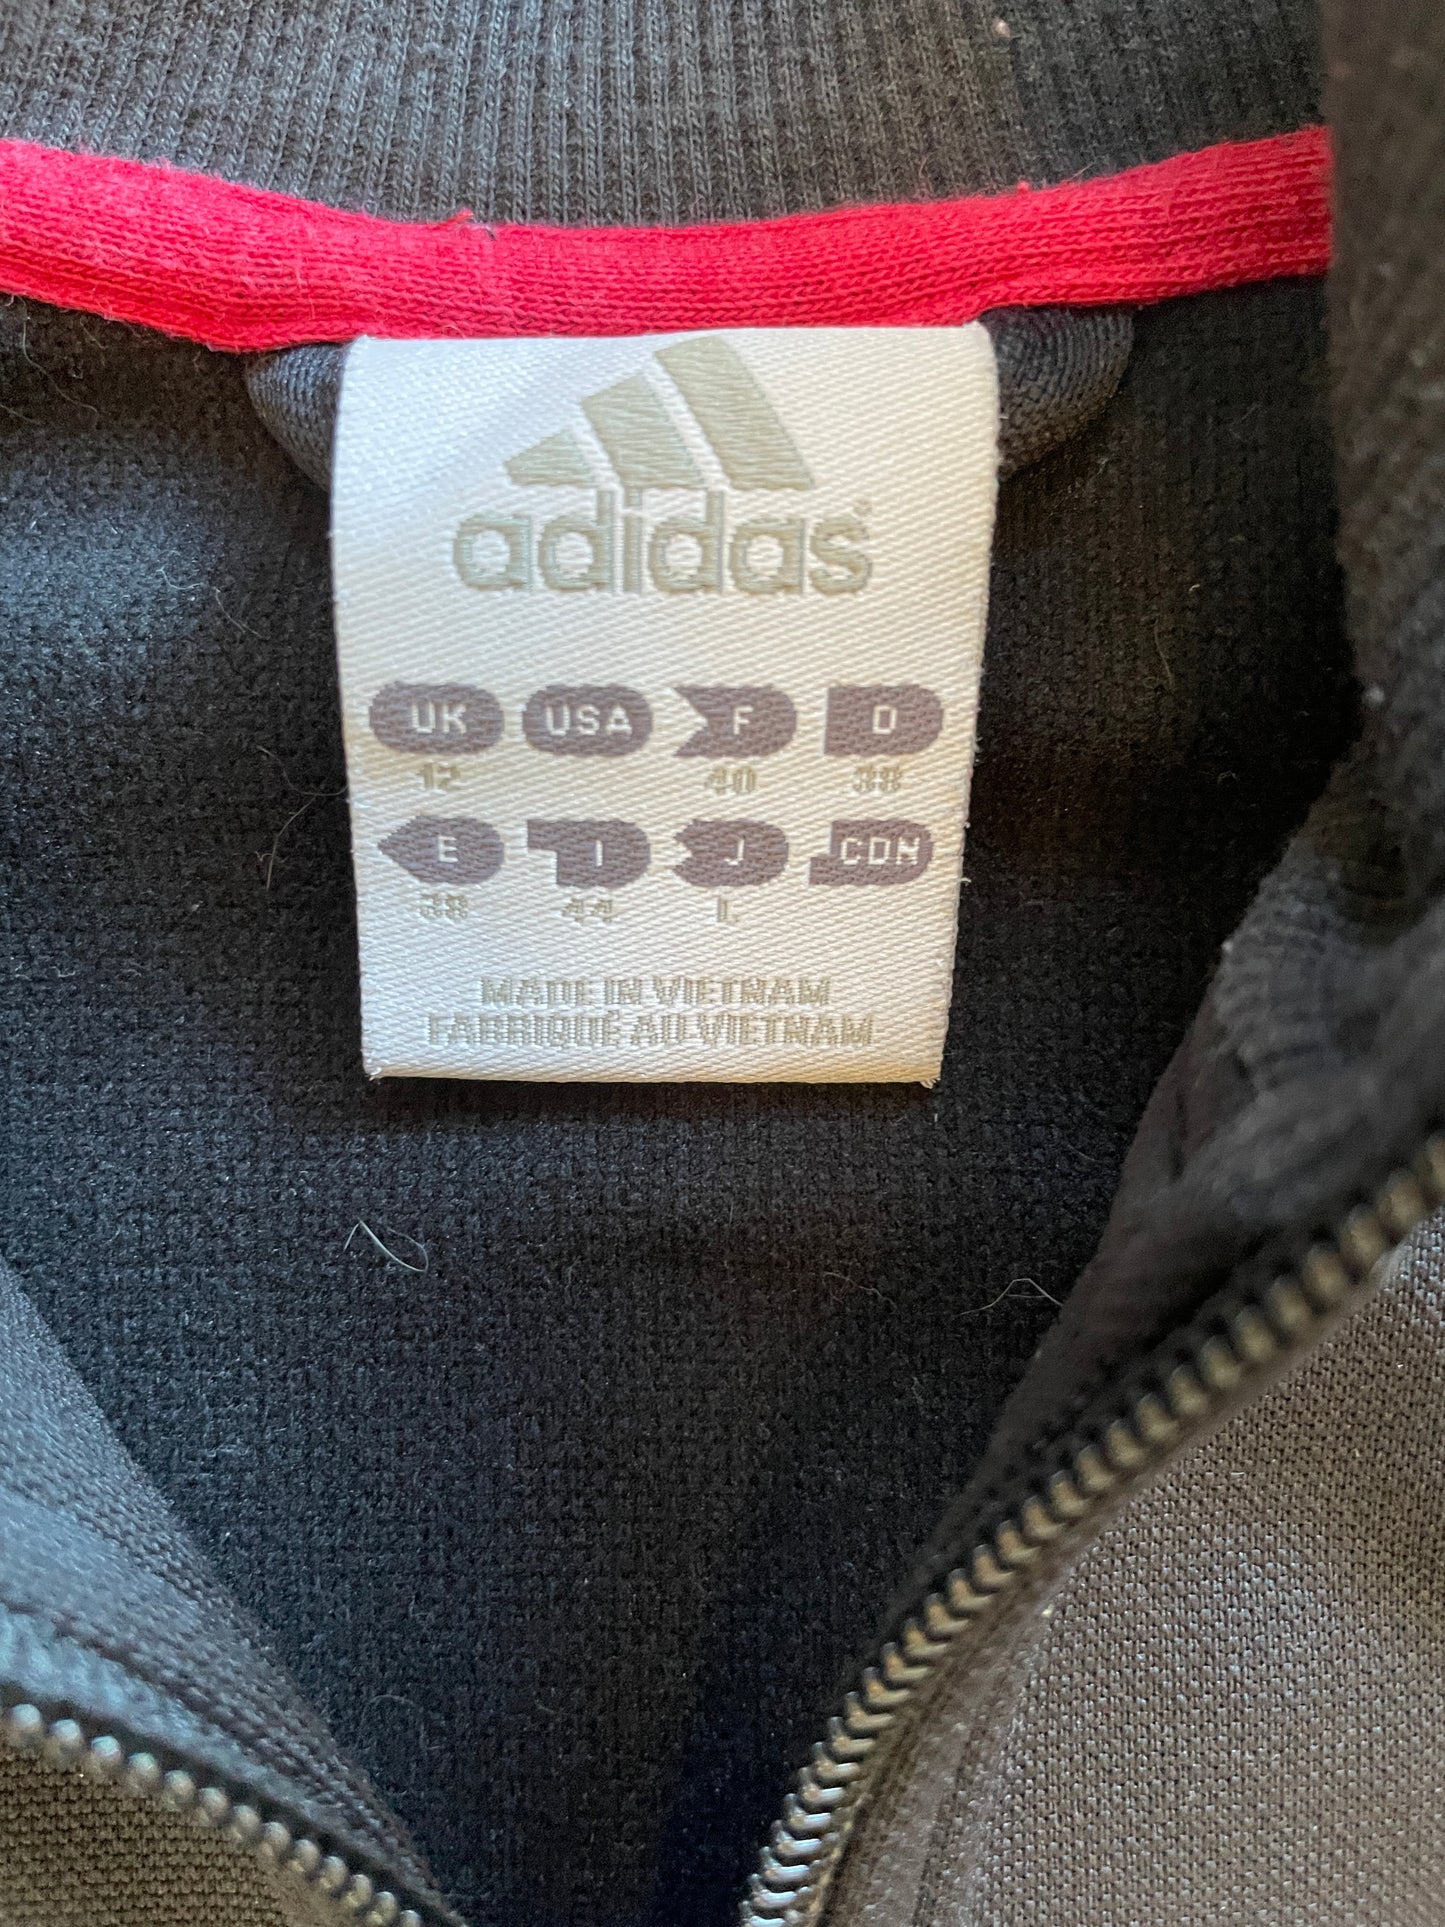 adidas
UK USA F D
12 40 38
E I J CDN
38 44 L
MADE IN VIETNAM
FABRIQUÉ AU VIETNAM